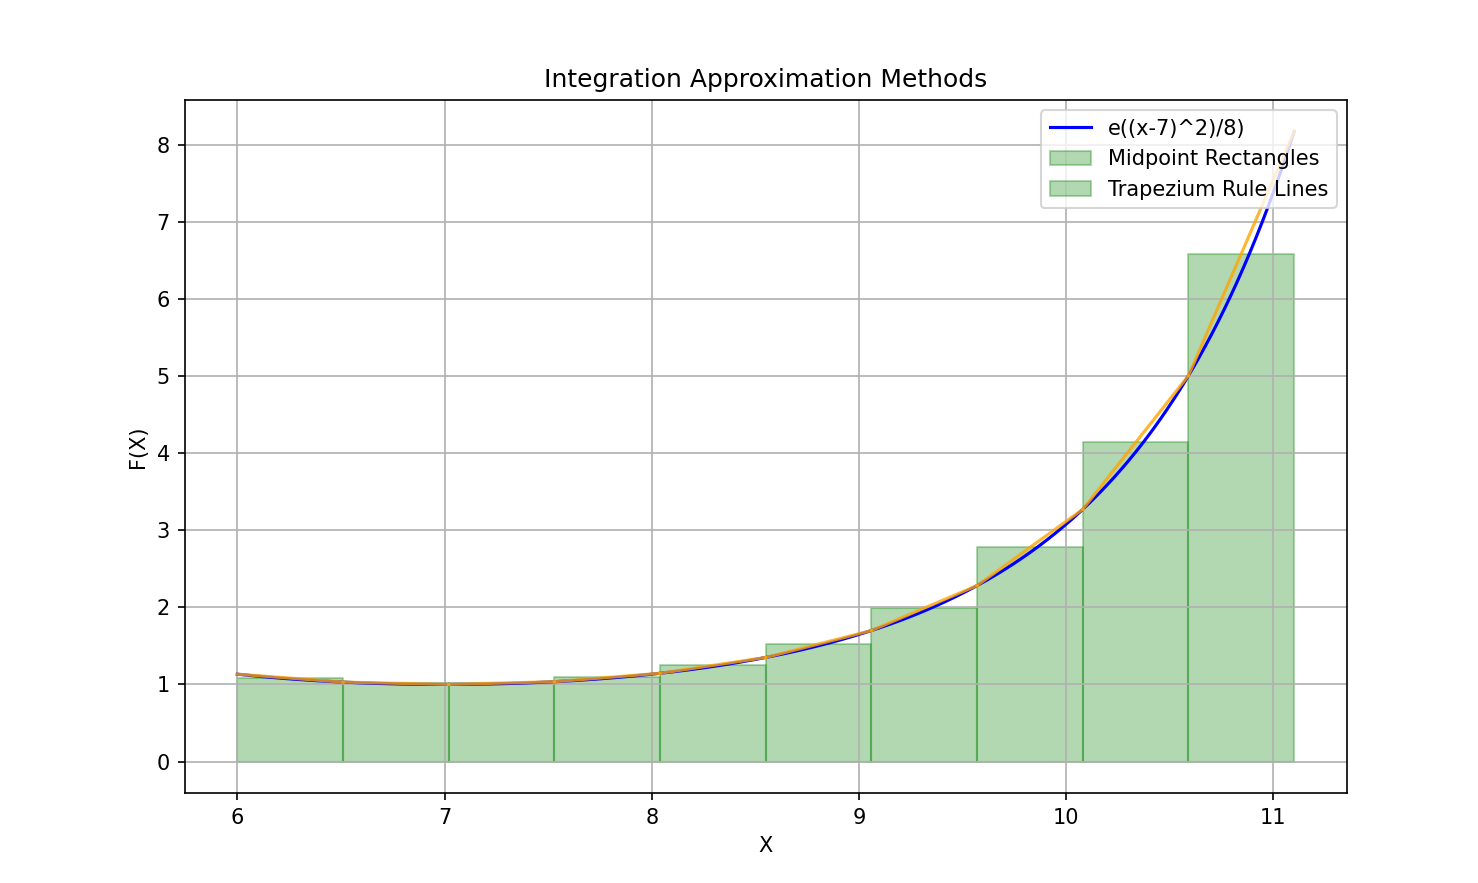 Integration Approximation Methods
e((x-7)^2)/8)
Midpoint Rectangles
Trapezium Rule Lines
8
7
6
5
4
3
2
1
0
F(X)
6 7 8 9 10 11
X